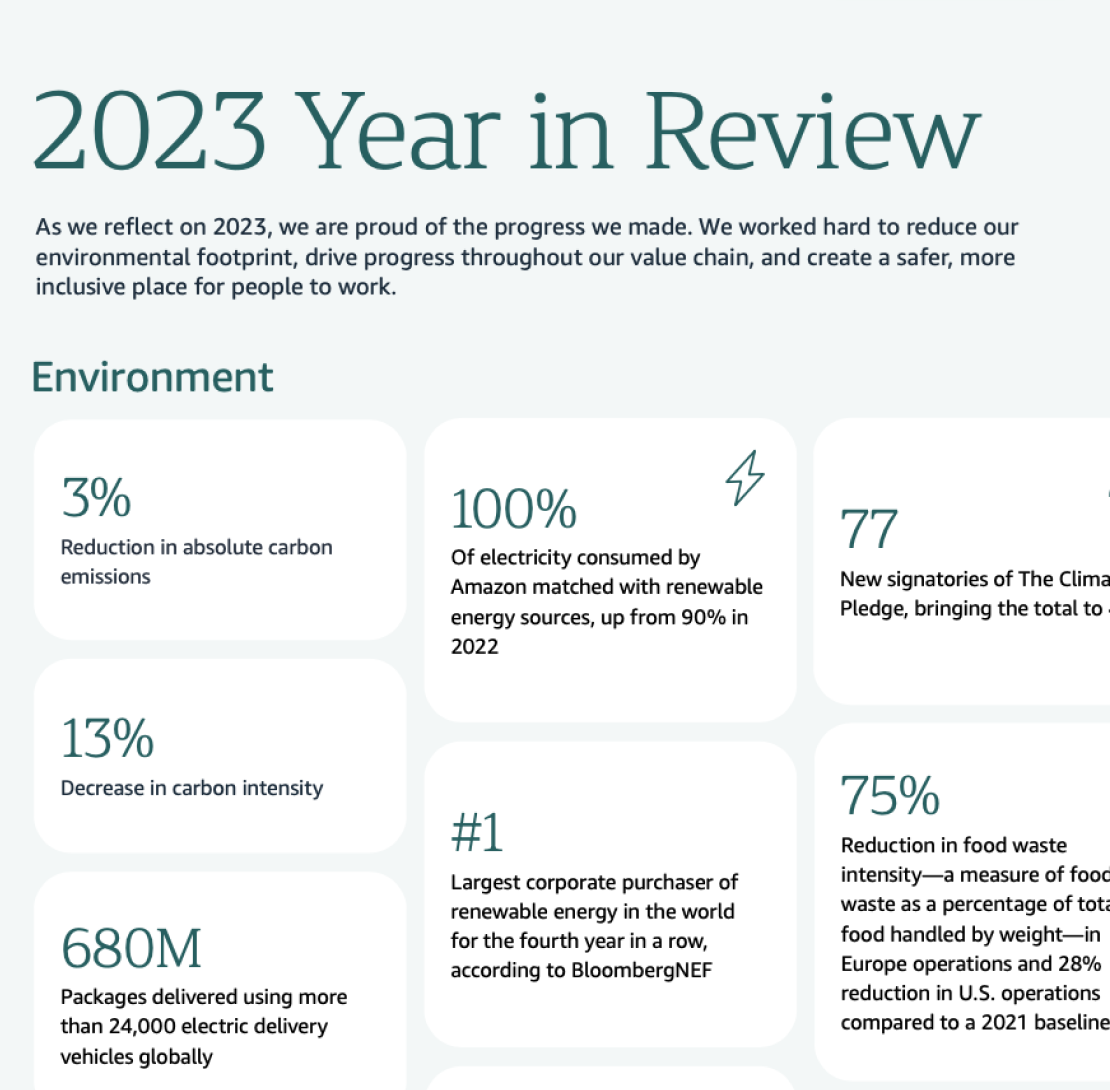 2023 Year in Review
As we reflect on 2023, we are proud of the progress we made. We worked hard to reduce our
environmental footprint, drive progress throughout our value chain, and create a safer, more
inclusive place for people to work.
Environment
3%
Reduction in absolute carbon
emissions
13%
Decrease in carbon intensity
680M
Packages delivered using more
than 24,000 electric delivery
vehicles globally
100%
Of electricity consumed by
Amazon matched with renewable
energy sources, up from 90% in
2022
#1
Largest corporate purchaser of
renewable energy in the world
for the fourth year in a row,
according to BloombergNEF
77
New signatories of The
Pledge, bringing the total to
75%
Reduction in food waste
intensity—a measure of food
waste as a percentage of
food handled by weight—in
Europe operations and 28%
reduction in U.S. operations
compared to a 2021 baseline